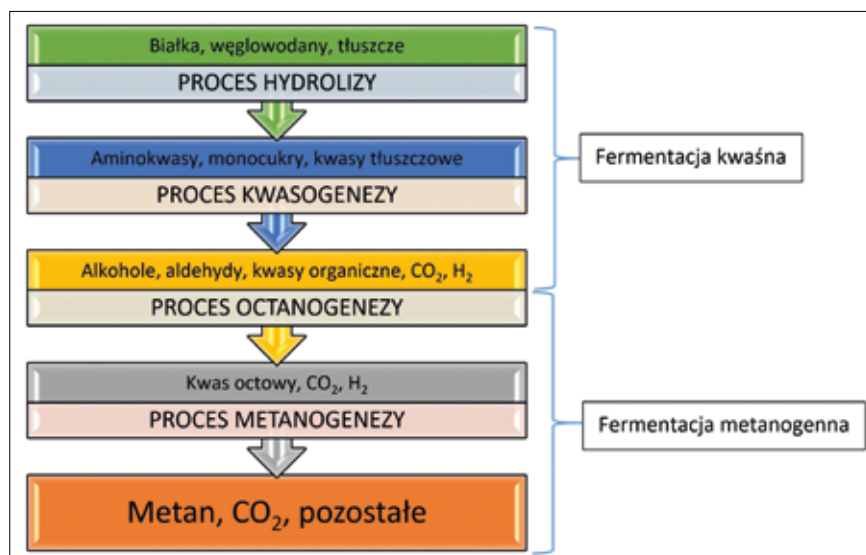 Białka, węglowodany, tłuszcze
PROCES HYDROLIZY
Aminokwasy, monocukry, kwasy tłuszczowe
PROCES KWASOGENEZY
Fermentacja kwaśna
Alkohole, aldehydy, kwasy organiczne, CO₂, H₂
PROCES OCTANOGENEZY
Kwas octowy, CO₂, H₂
PROCES METANOGENEZY
Fermentacja metanogenna
Metan, CO₂, pozostałe